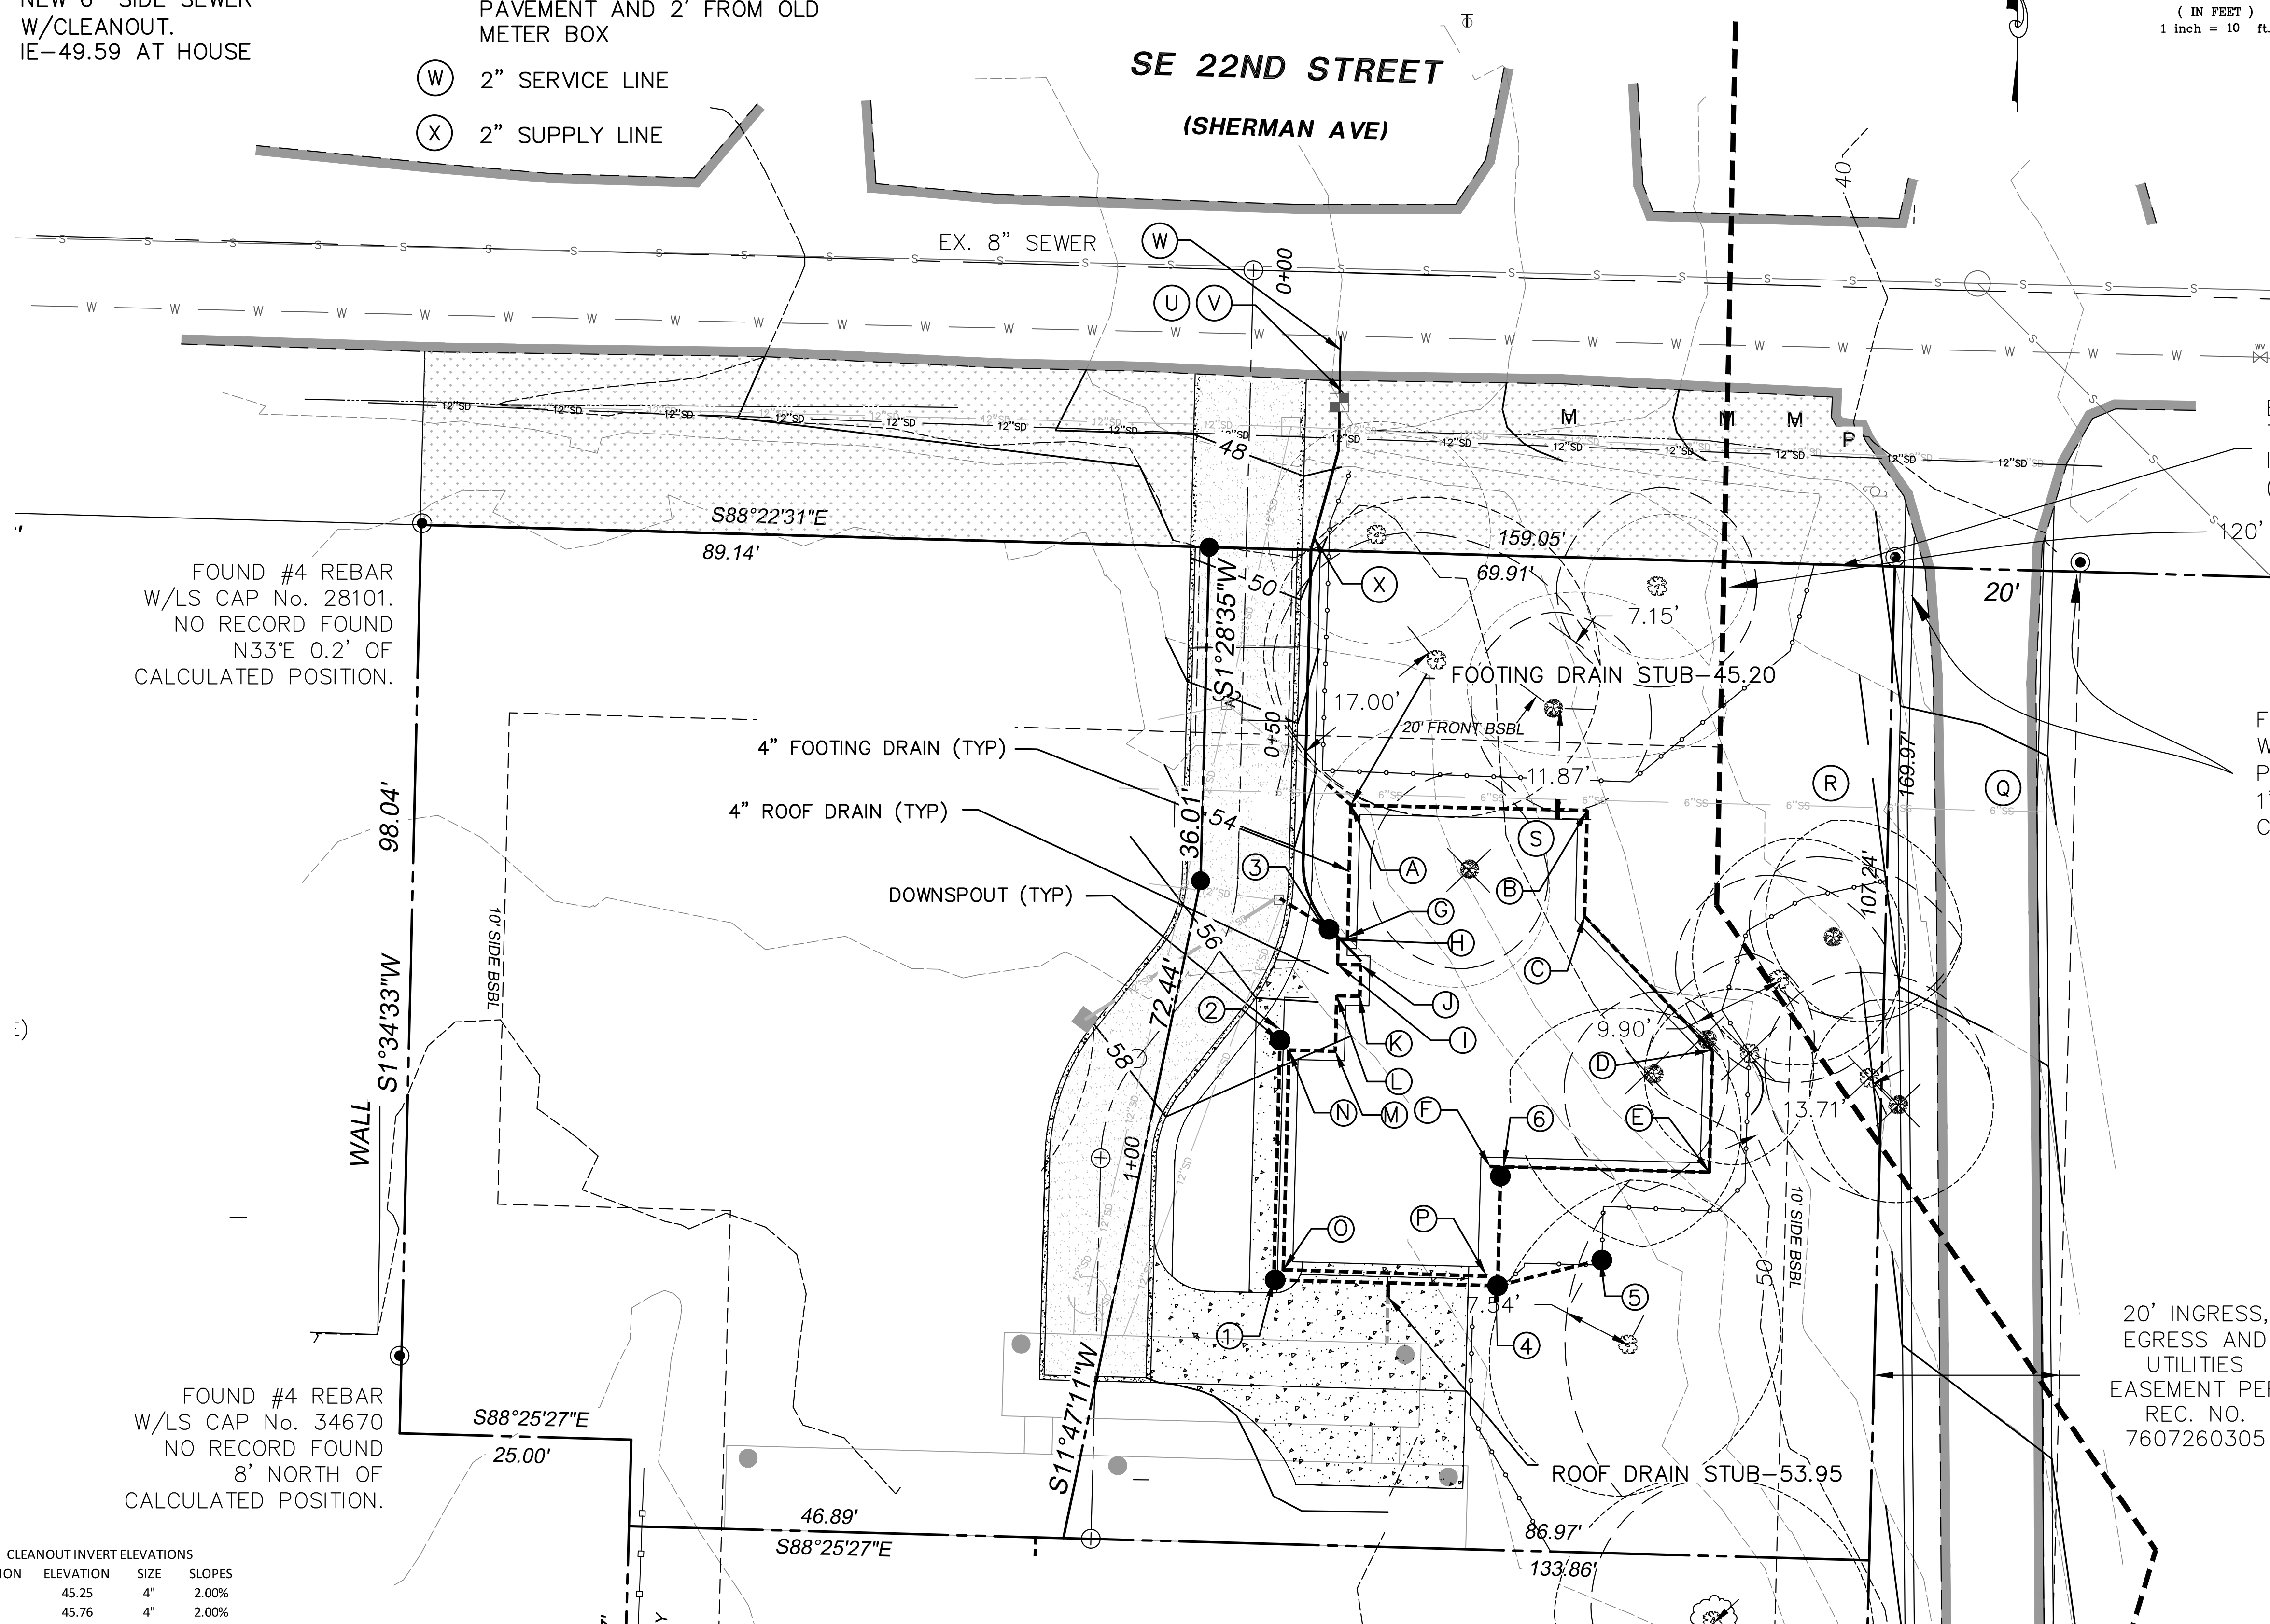 NEW 6" SIDE SEWER
W/CLEANOUT.
IE-49.59 AT HOUSE
PAVEMENT AND 2' FROM OLD
METER BOX
W 2" SERVICE LINE
X 2" SUPPLY LINE
SE 22ND STREET
(SHERMAN AVE)
( IN FEET )
1 inch = 10 ft.
40
EX. 8" SEWER
W
0+00
U V
WV
12"SD
48
M
M
M
P
S88°22'31"E
89.14'
159.05'
69.91'
20'
120'
50
X
S1°28'35"W
7.15'
FOUND #4 REBAR
W/LS CAP No. 28101.
NO RECORD FOUND
N33°E 0.2' OF
CALCULATED POSITION.
FOOTING DRAIN STUB-45.20
17.00'
20' FRONT BSBL
0+50
11.87'
169.97'
R
Q
6"SS
4" FOOTING DRAIN (TYP)
4" ROOF DRAIN (TYP)
DOWNSPOUT (TYP)
36.01'
54
S
3
A
B
G
H
C
107.24'
98.04'
S1°34'33"W
WALL
10' SIDE BSBL
56
72.44'
2
J
I
K
L
M
N
58
9.90'
D
13.71'
F
6
E
1+00
O
P
50
10' SIDE BSBL
5
7.54'
1
4
S11°47'11"W
20' INGRESS,
EGRESS AND
UTILITIES
EASEMENT PER
REC. NO.
7607260305
FOUND #4 REBAR
W/LS CAP No. 34670
NO RECORD FOUND
8' NORTH OF
CALCULATED POSITION.
S88°25'27"E
25.00'
ROOF DRAIN STUB-53.95
46.89'
S88°25'27"E
86.97'
133.86'
CLEANOUT INVERT ELEVATIONS
ELEVATION SIZE SLOPES
45.25 4" 2.00%
45.76 4" 2.00%